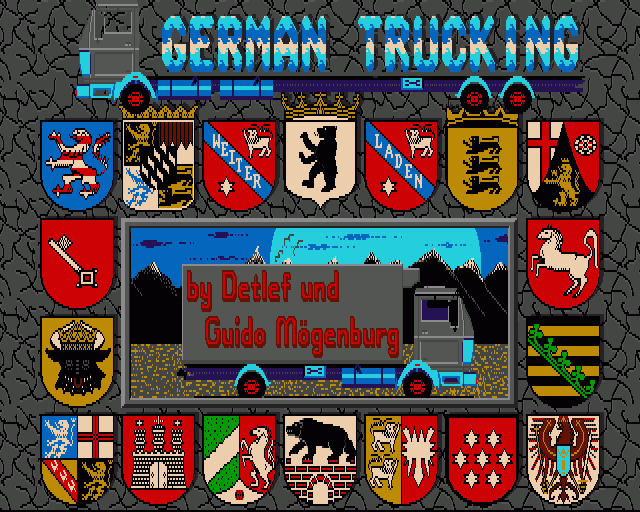 GERMAN TRUCKING
WEITER
LADEN
by Detlef und
Guido Mögenburg